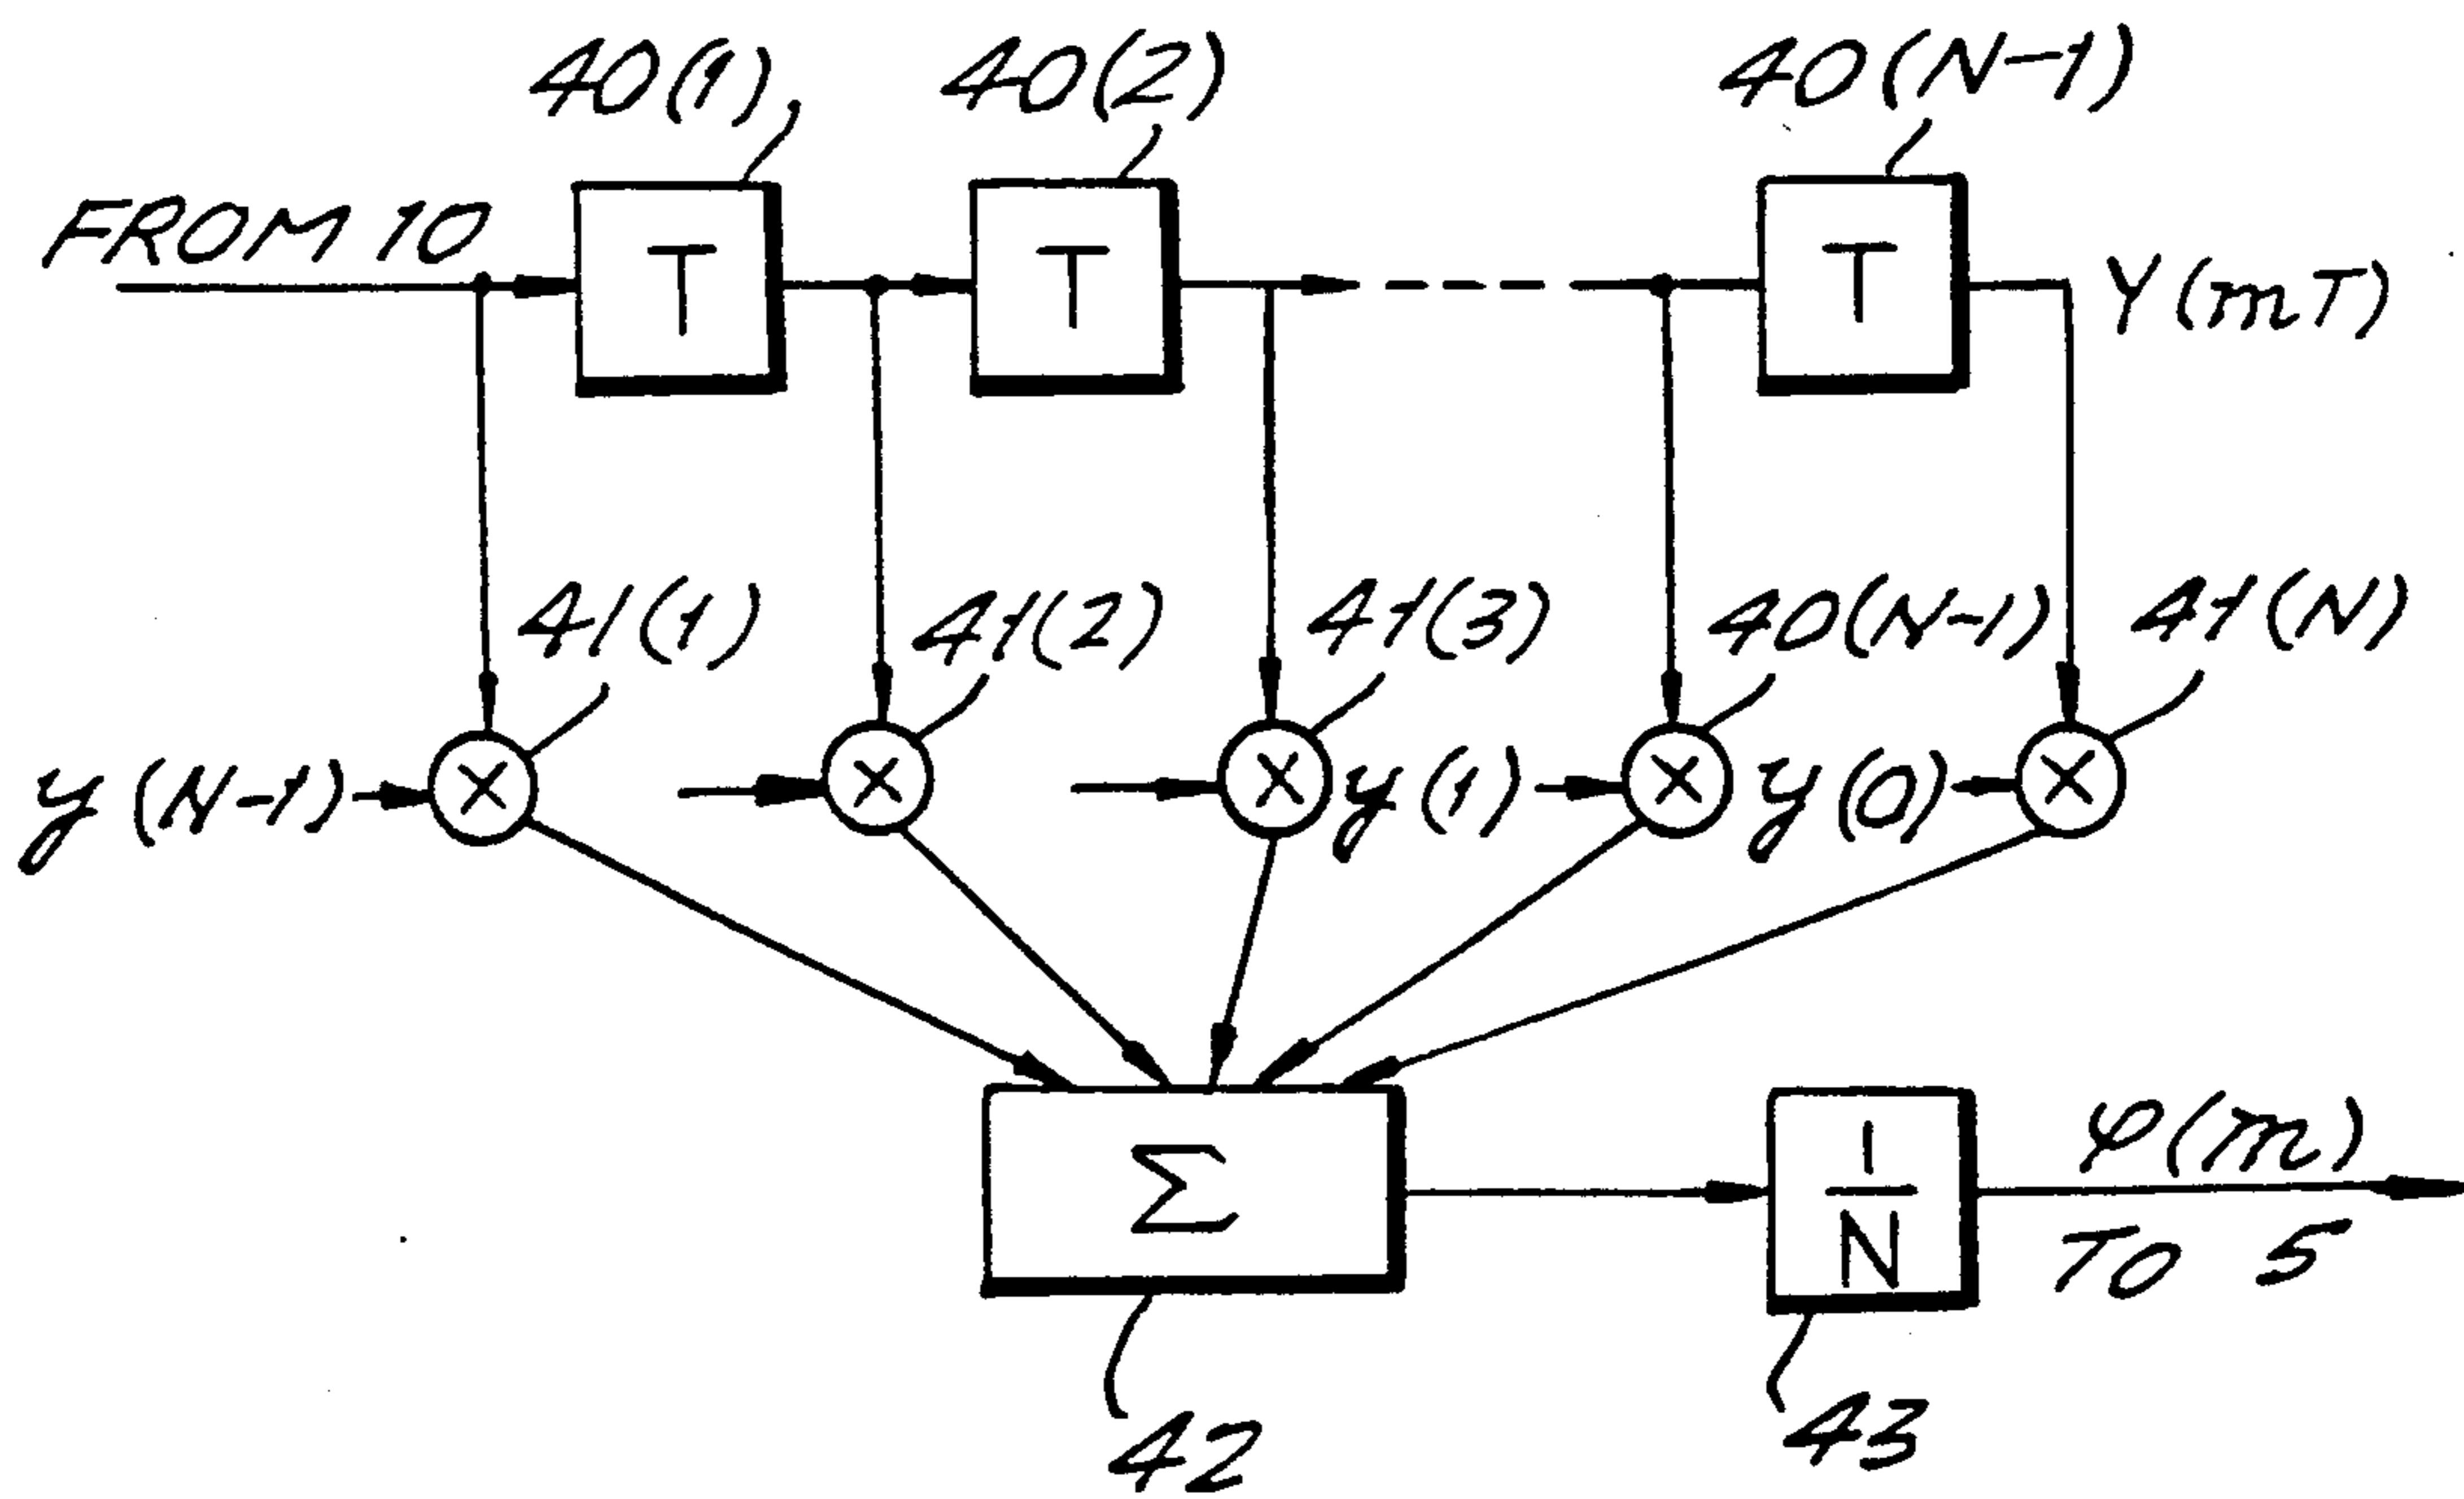 40(1)
40(2)
40(N-1)
FROM 10
T
T
T
Y(mT)
41(1)
41(2)
41(3)
40(N-1)
41(N)
y(N-1)
×
×
×
y(1)
×
y(0)
×
Σ
1
N
φ(m)
TO 5
42
43